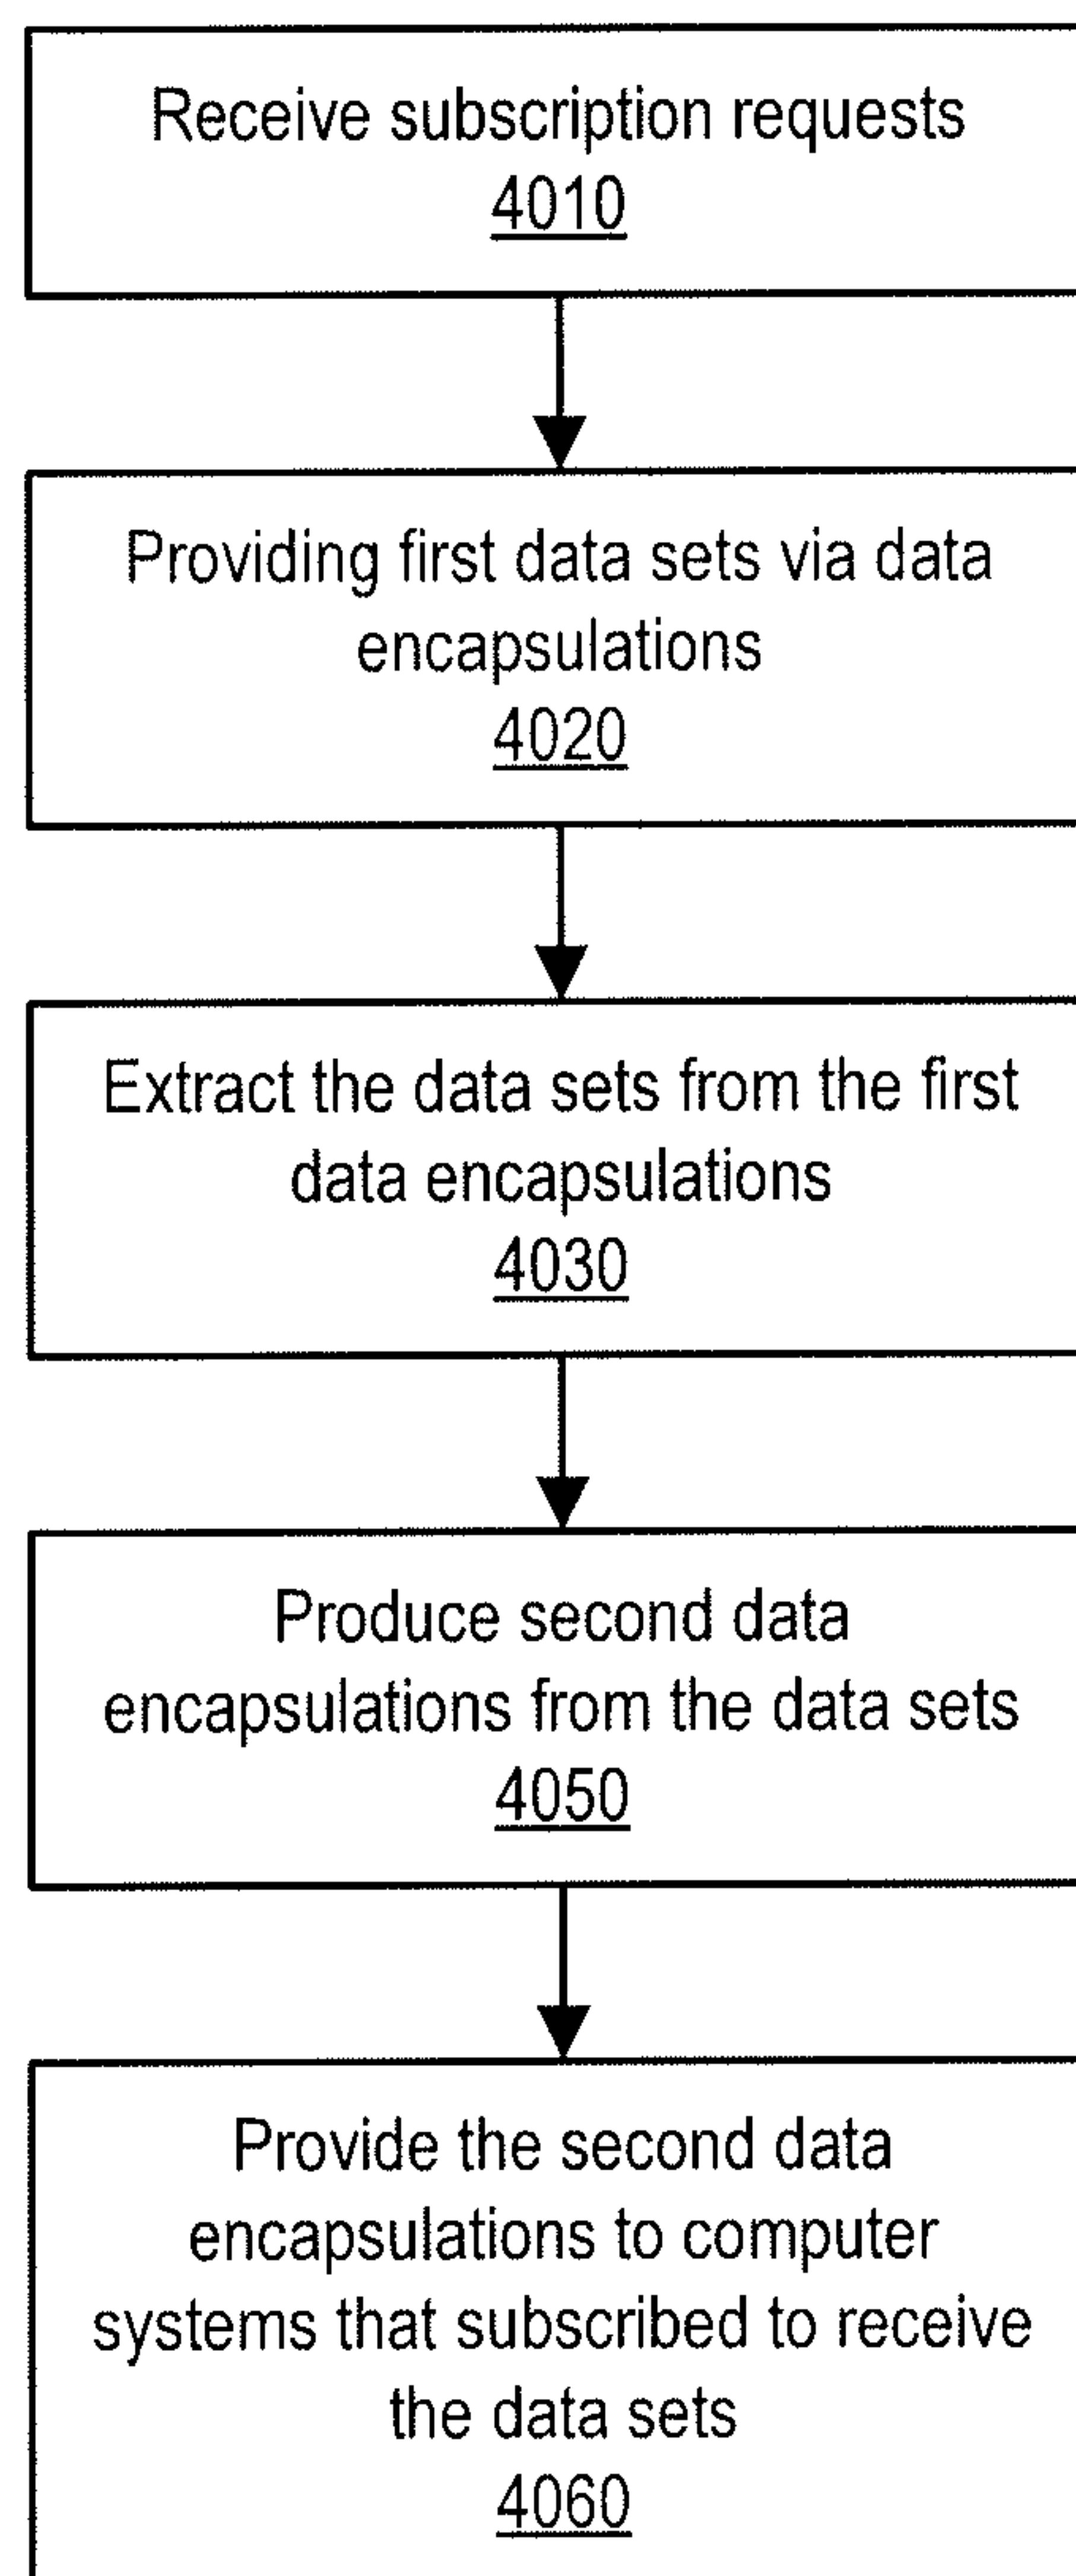 Receive subscription requests
4010
Providing first data sets via data
encapsulations
4020
Extract the data sets from the first
data encapsulations
4030
Produce second data
encapsulations from the data sets
4050
Provide the second data
encapsulations to computer
systems that subscribed to receive
the data sets
4060